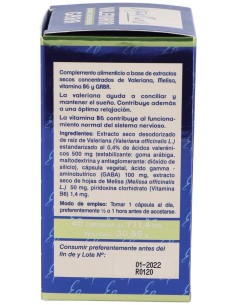 Complemento alimenticio a base de extractos
secos concentrados de Valeriana, Melisa,
vitamina B6 y GABA.
La valeriana ayuda a conciliar y
mantener el sueño. Contribuye además
a una óptima relajación.
La vitamina B6 contribuye al funciona-
miento normal del sistema nervioso.
Ingredientes: Extracto seco desodorizado
de raiz de Valeriana (Valeriana officinalis L.)
estandarizado al 0,4% de ácidos valeriá-
nicos 500 mg (estabilizante: goma arábiga,
maltodextrina y antiaglomerante: dióxido de
silicio), cápsula vegetal, ácido gamma-
aminobutírico (GABA) 100 mg, extracto
seco de hojas de Melisa (Melissa officinalis
L.) 50 mg, piridoxina clorhidrato (Vitamina
B6) 1,4 mg.
Modo de empleo: Tomar 1 cápsula al día,
preferentemente ½ a 1 hora antes de acostarse.
Consumir preferentemente antes del
fin de y Lote Nº:
01-2022
R0120